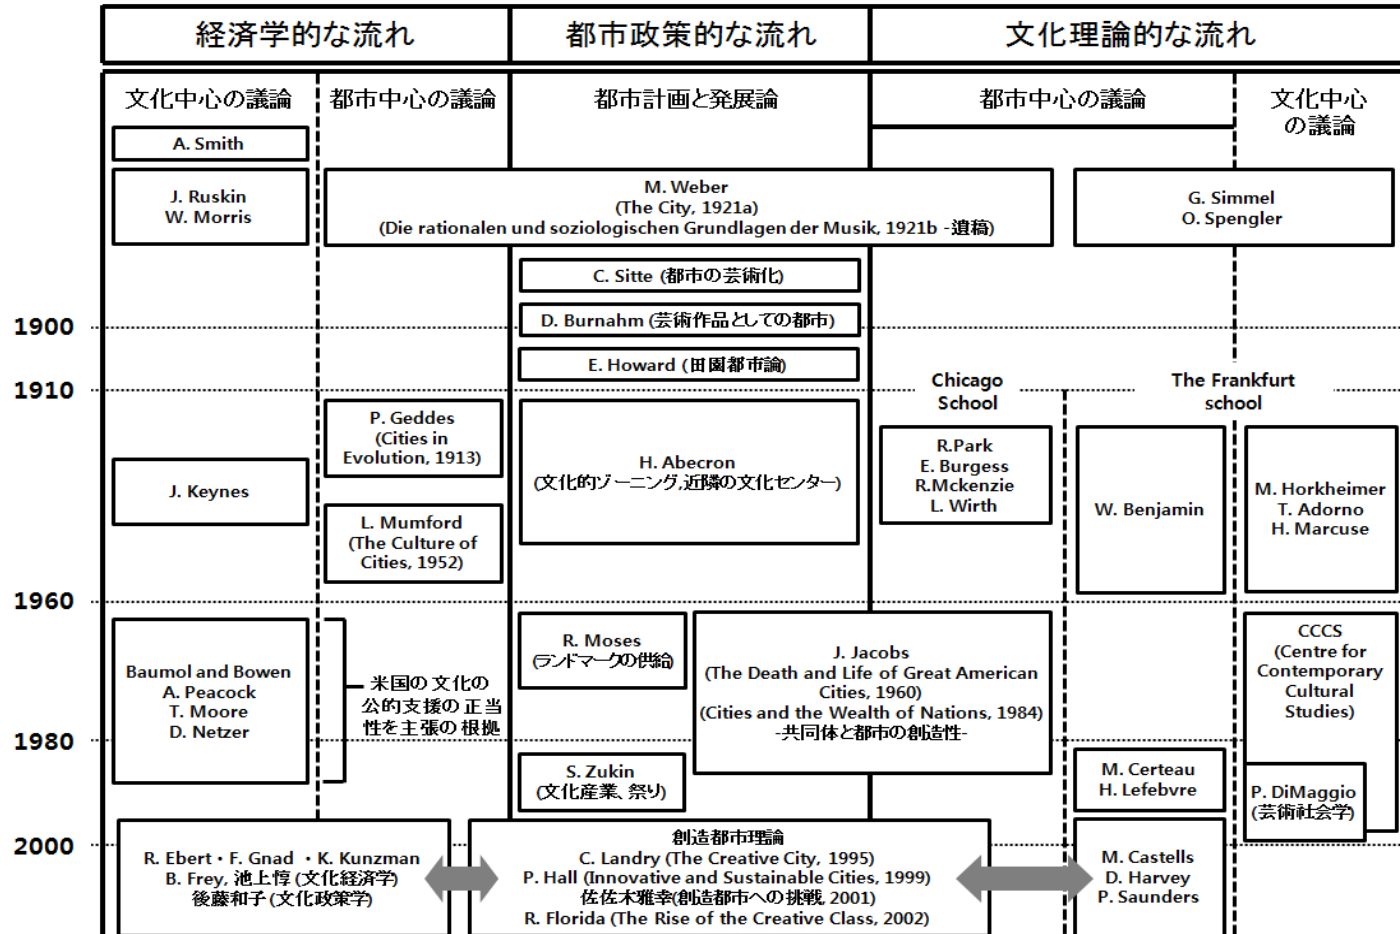 経済学的な流れ
都市政策的な流れ
文化理論的な流れ
文化中心の議論
都市中心の議論
都市計画と発展論
都市中心の議論
文化中心
の議論
A. Smith
J. Ruskin
W. Morris
M. Weber
(The City, 1921a)
(Die rationalen und soziologischen Grundlagen der Musik, 1921b -遺稿)
G. Simmel
O. Spengler
C. Sitte (都市の芸術化)
1900
D. Burnahm (芸術作品としての都市)
E. Howard (田園都市論)
1910
Chicago
School
The Frankfurt
school
P. Geddes
(Cities in
Evolution, 1913)
J. Keynes
L. Mumford
(The Culture of
Cities, 1952)
H. Abecron
(文化的ゾーニング,近隣の文化センター)
R.Park
E. Burgess
R.Mckenzie
L. Wirth
W. Benjamin
M. Horkheimer
T. Adorno
H. Marcuse
1960
Baumol and Bowen
A. Peacock
T. Moore
D. Netzer
米国の文化の
公的支援の正当
性を主張の根拠
R. Moses
(ランドマークの供給)
J. Jacobs
(The Death and Life of Great American
Cities, 1960)
(Cities and the Wealth of Nations, 1984)
-共同体と都市の創造性-
CCCS
(Centre for
Contemporary
Cultural
Studies)
1980
S. Zukin
(文化産業、祭り)
M. Certeau
H. Lefebvre
P. DiMaggio
(芸術社会学)
2000
R. Ebert・F. Gnad ・K. Kunzman
B. Frey, 池上惇 (文化経済学)
後藤和子 (文化政策学)
創造都市理論
C. Landry (The Creative City, 1995)
P. Hall (Innovative and Sustainable Cities, 1999)
佐佐木雅幸(創造都市への挑戦, 2001)
R. Florida (The Rise of the Creative Class, 2002)
M. Castells
D. Harvey
P. Saunders